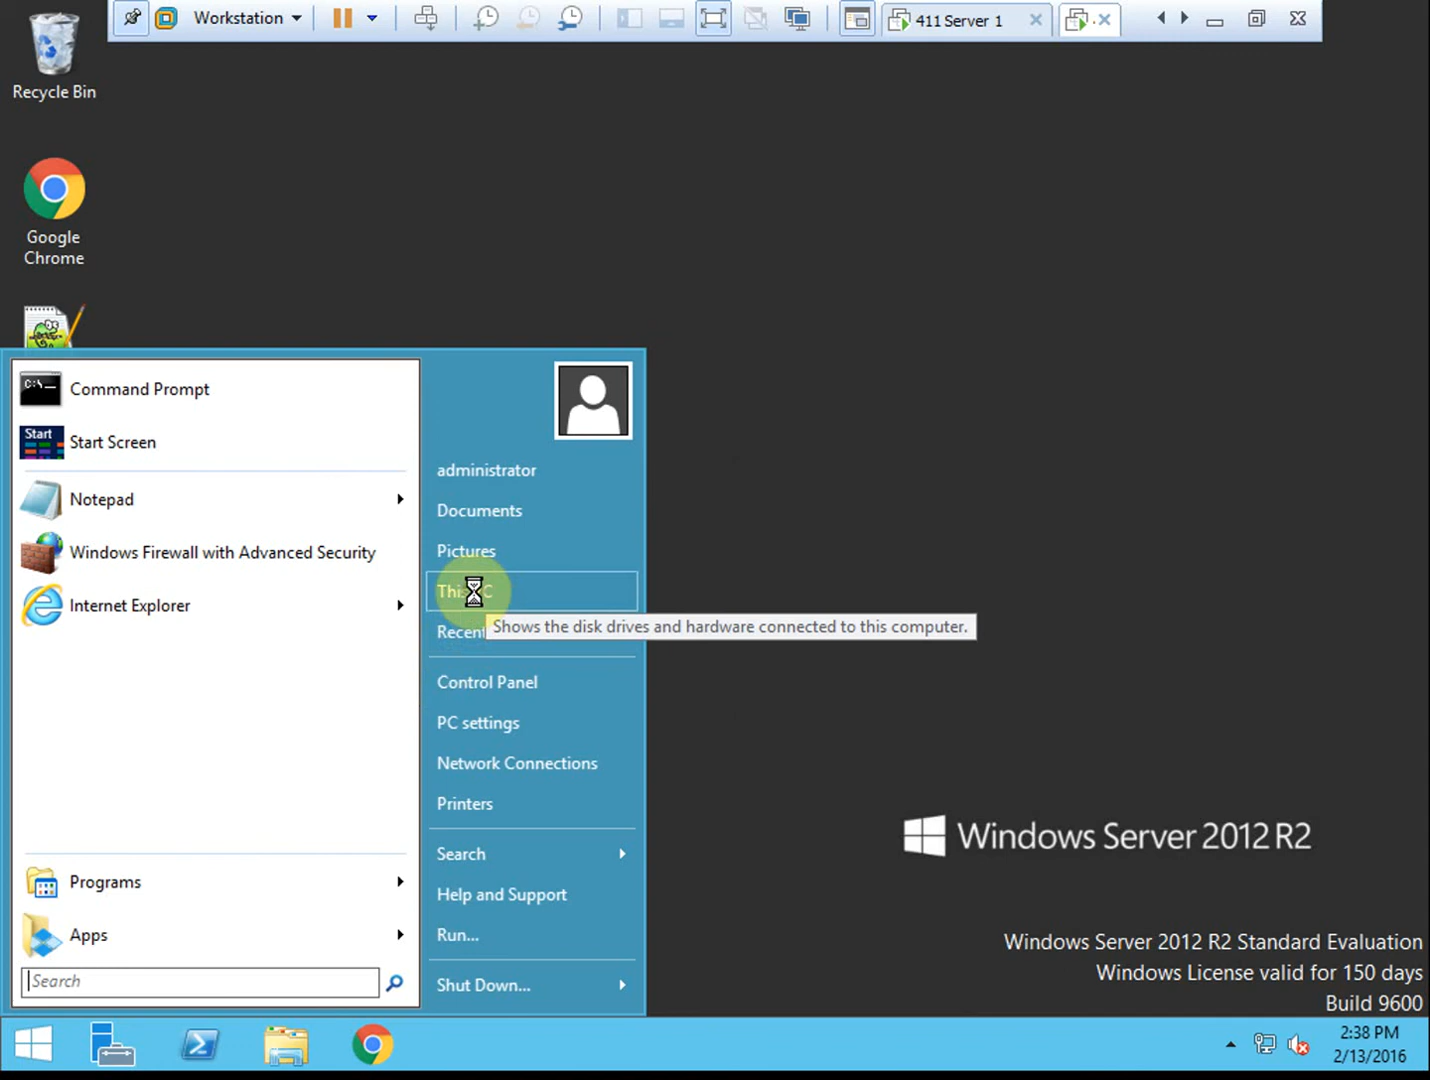 Workstation
411 Server 1
Recycle Bin
Google
Chrome
Command Prompt
Start
Start Screen
Notepad
Windows Firewall with Advanced Security
Internet Explorer
Programs
Apps
Search
administrator
Documents
Pictures
Shows the disk drives and hardware connected to this computer.
Recent
Control Panel
PC settings
Network Connections
Printers
Search
Help and Support
Run...
Shut Down...
Windows Server 2012 R2
Windows Server 2012 R2 Standard Evaluation
Windows License valid for 150 days
Build 9600
2:38 PM
2/13/2016